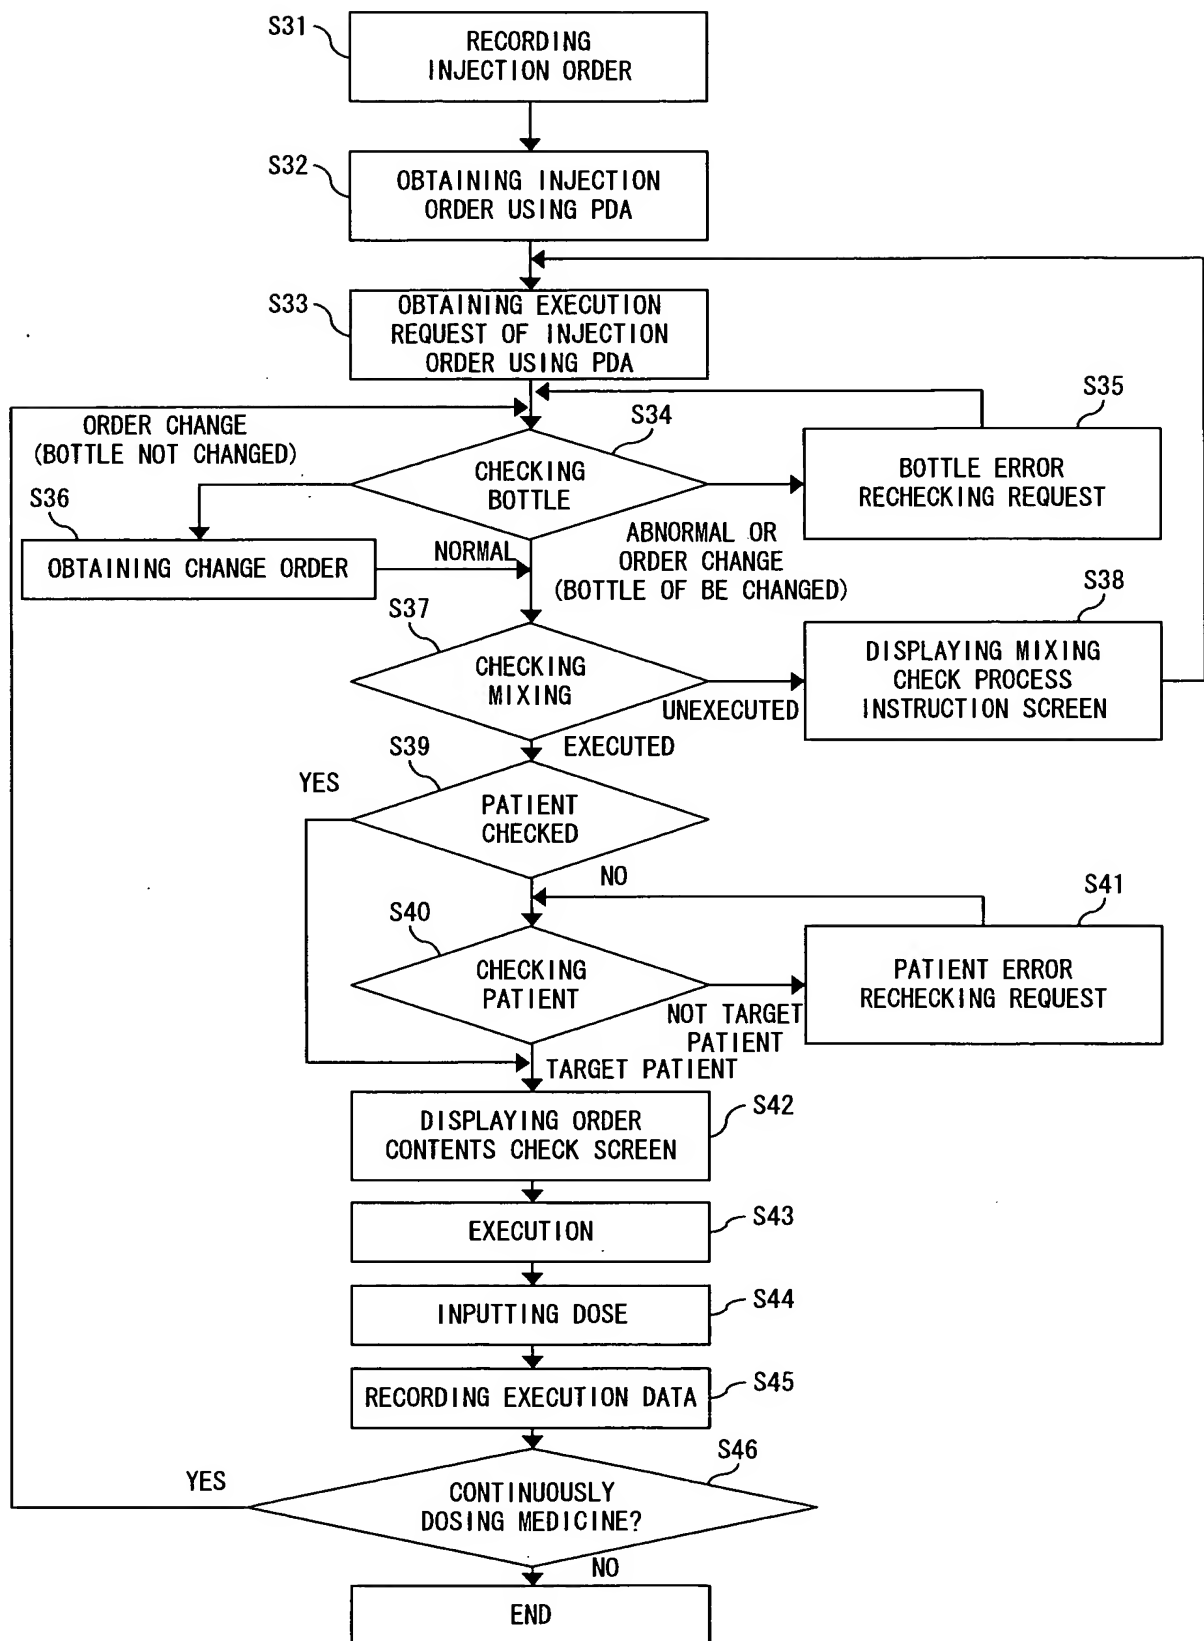 S31
RECORDING
INJECTION ORDER
S32
OBTAINING INJECTION
ORDER USING PDA
S33
OBTAINING EXECUTION
REQUEST OF INJECTION
ORDER USING PDA
ORDER CHANGE
(BOTTLE NOT CHANGED)
S34
CHECKING
BOTTLE
S35
BOTTLE ERROR
RECHECKING REQUEST
S36
OBTAINING CHANGE ORDER
NORMAL
ABNORMAL OR
ORDER CHANGE
(BOTTLE OF BE CHANGED)
S37
CHECKING
MIXING
UNEXECUTED
S38
DISPLAYING MIXING
CHECK PROCESS
INSTRUCTION SCREEN
EXECUTED
S39
YES
PATIENT
CHECKED
NO
S40
CHECKING
PATIENT
NOT TARGET
PATIENT
S41
PATIENT ERROR
RECHECKING REQUEST
TARGET PATIENT
DISPLAYING ORDER
CONTENTS CHECK SCREEN
S42
EXECUTION
S43
INPUTTING DOSE
S44
RECORDING EXECUTION DATA
S45
S46
YES
CONTINUOUSLY
DOSING MEDICINE?
NO
END